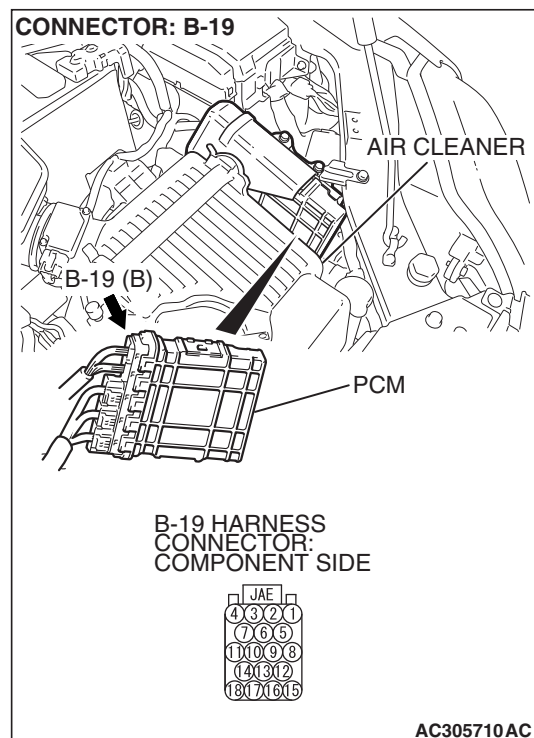 CONNECTOR: B-19
AIR CLEANER
B-19 (B)
PCM
B-19 HARNESS
CONNECTOR:
COMPONENT SIDE
JAE
4 3 2 1
7 6 5
11 10 9 8
14 13 12
18 17 16 15
AC305710AC